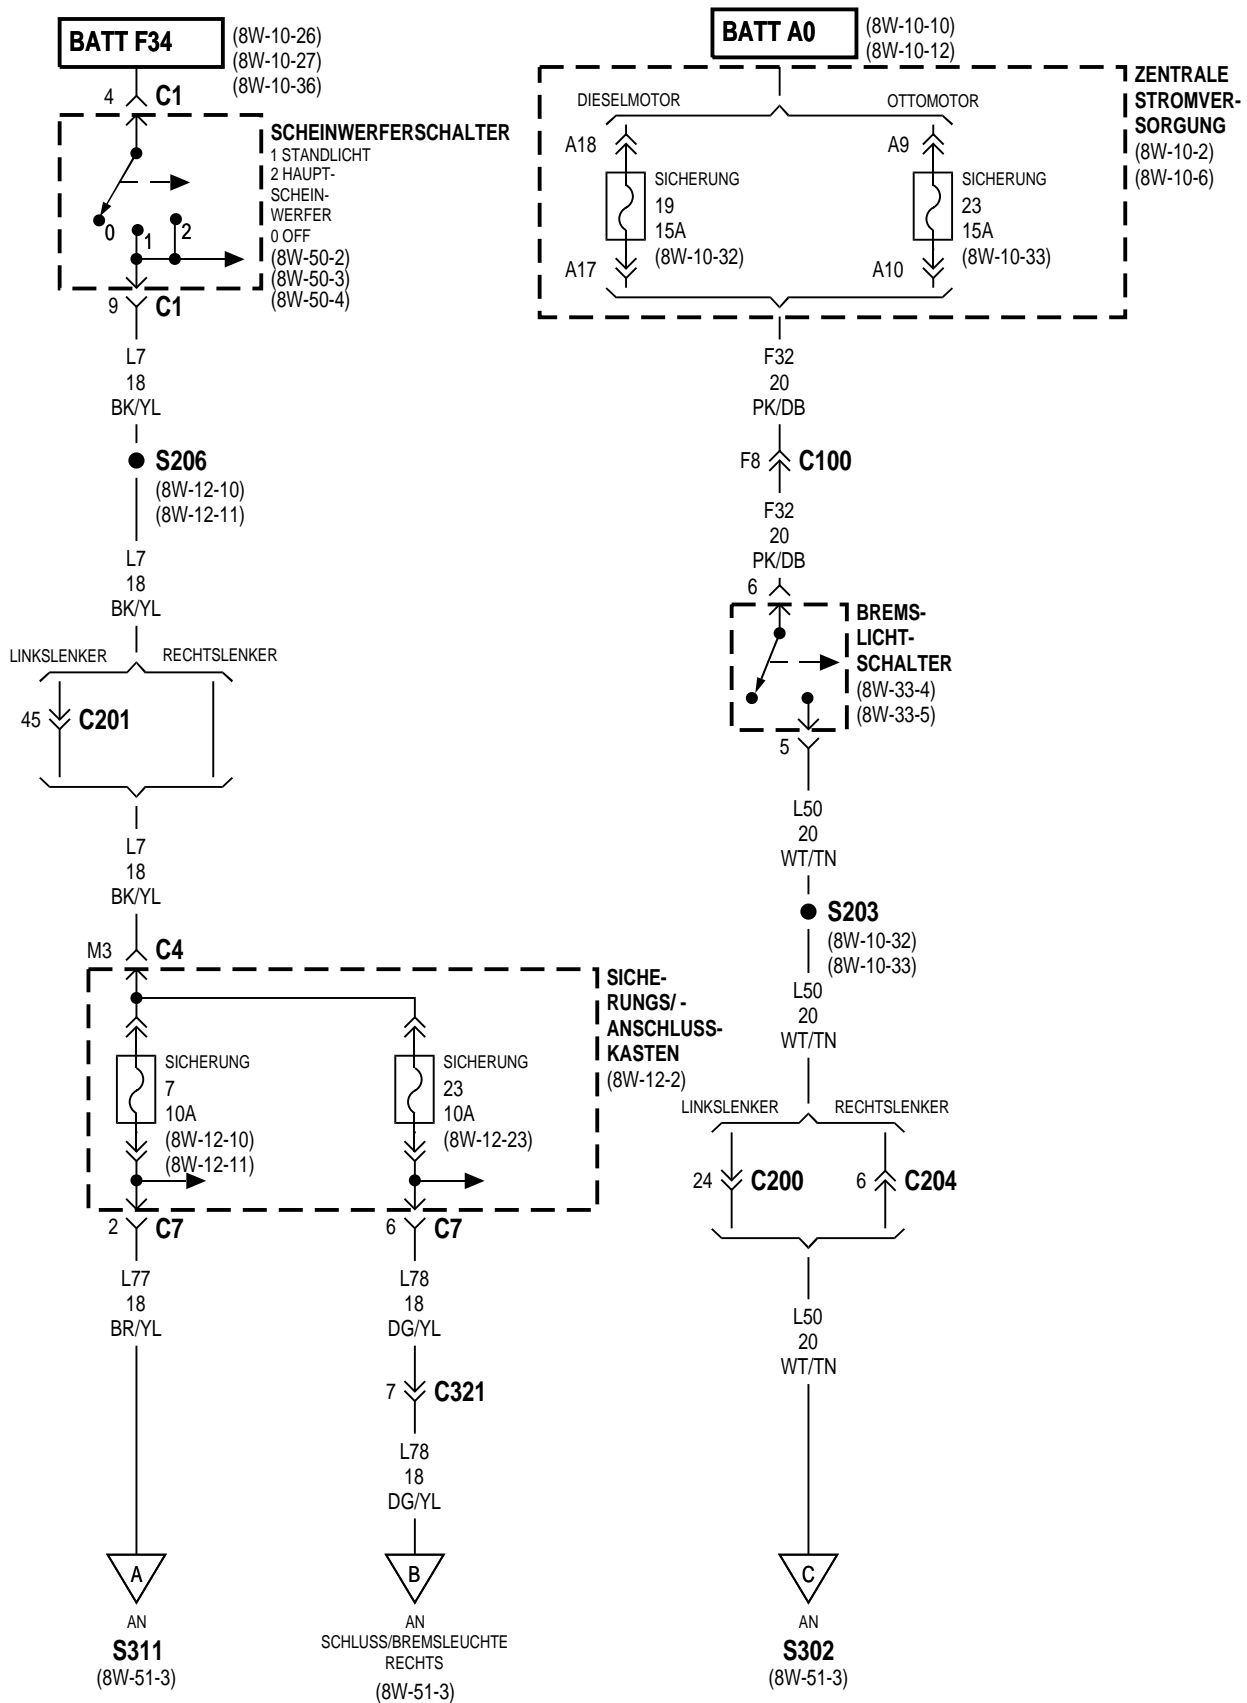 BATT F34
(8W-10-26)
(8W-10-27)
(8W-10-36)
4
C1
SCHEINWERFERSCHALTER
1 STANDLICHT
2 HAUPT-
SCHEIN-
WERFER
0 OFF
(8W-50-2)
(8W-50-3)
(8W-50-4)
0
1
2
9
C1
L7
18
BK/YL
S206
(8W-12-10)
(8W-12-11)
L7
18
BK/YL
LINKSLENKER
RECHTSLENKER
45
C201
L7
18
BK/YL
M3
C4
SICHE-
RUNGS/ -
ANSCHLUSS-
KASTEN
(8W-12-2)
SICHERUNG
7
10A
(8W-12-10)
(8W-12-11)
SICHERUNG
23
10A
(8W-12-23)
2
C7
6
C7
L77
18
BR/YL
L78
18
DG/YL
7
C321
L78
18
DG/YL
A
AN
S311
(8W-51-3)
B
AN
SCHLUSS/BREMSLEUCHTE
RECHTS
(8W-51-3)
BATT A0
(8W-10-10)
(8W-10-12)
ZENTRALE
STROMVER-
SORGUNG
(8W-10-2)
(8W-10-6)
DIESELMOTOR
OTTOMOTOR
A18
SICHERUNG
19
15A
(8W-10-32)
A17
A9
SICHERUNG
23
15A
(8W-10-33)
A10
F32
20
PK/DB
F8
C100
F32
20
PK/DB
6
BREMS-
LICHT-
SCHALTER
(8W-33-4)
(8W-33-5)
5
L50
20
WT/TN
S203
(8W-10-32)
(8W-10-33)
L50
20
WT/TN
LINKSLENKER
RECHTSLENKER
24
C200
6
C204
L50
20
WT/TN
C
AN
S302
(8W-51-3)